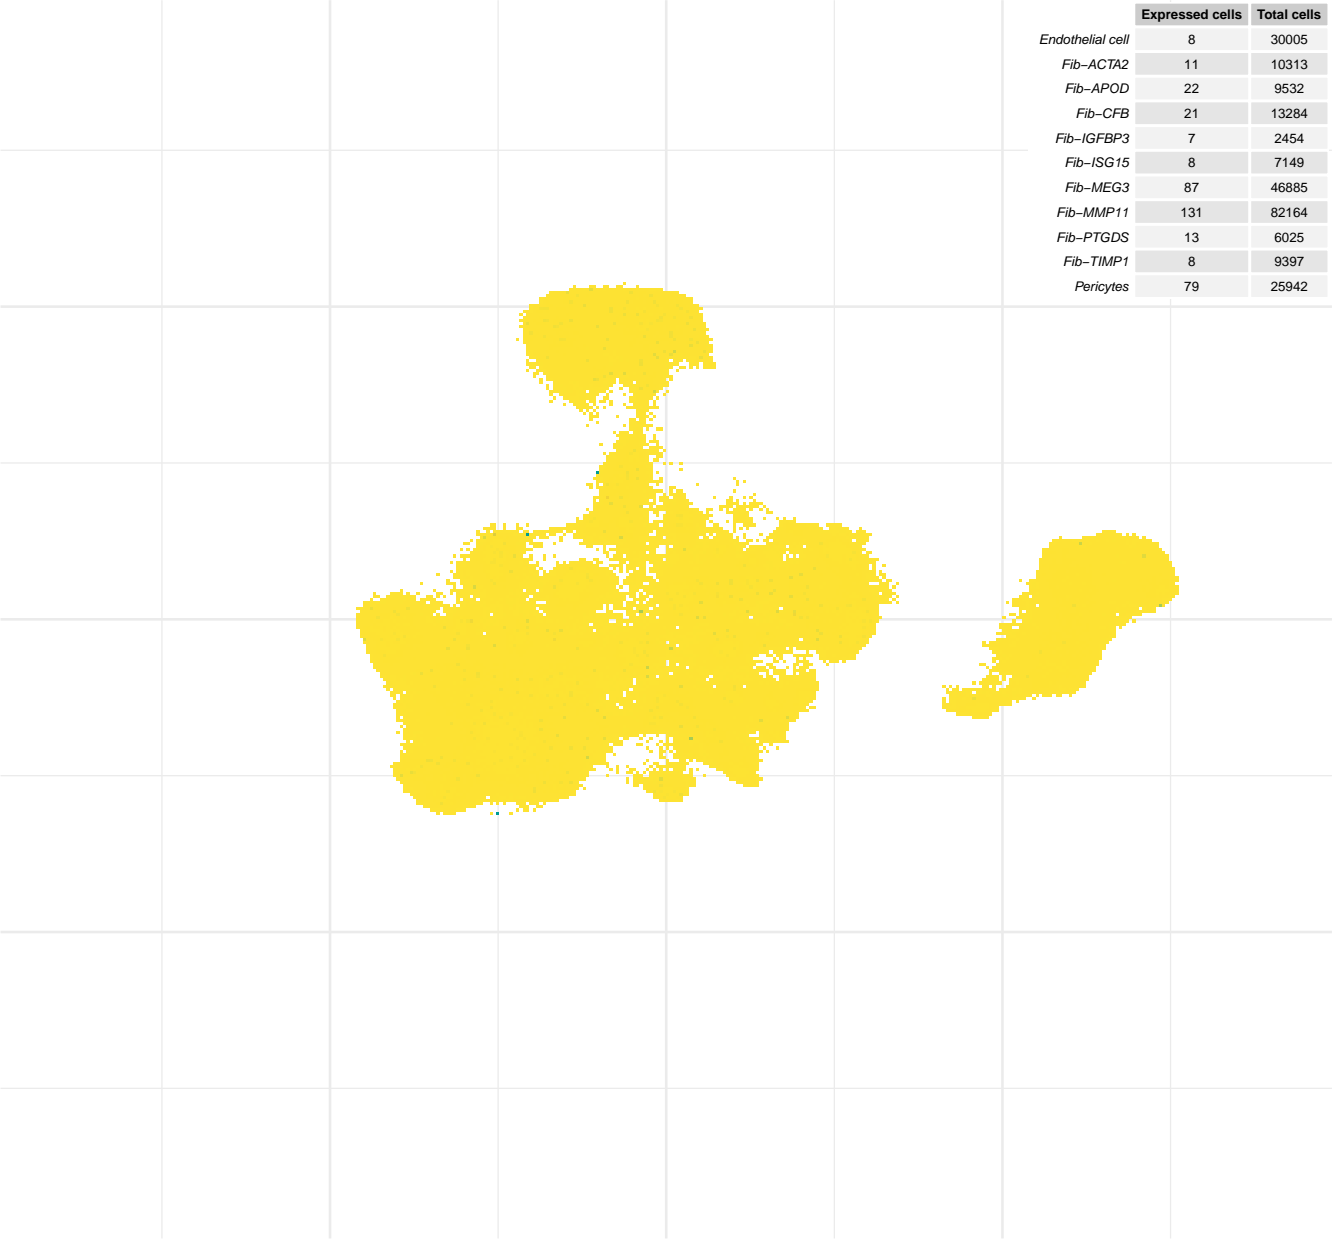 Expressed cells Total cells
Endothelial cell 8 30005
Fib−ACTA2 11 10313
Fib−APOD 22 9532
Fib−CFB 21 13284
Fib−IGFBP3 7 2454
Fib−ISG15 8 7149
Fib−MEG3 87 46885
Fib−MMP11 131 82164
Fib−PTGDS 13 6025
Fib−TIMP1 8 9397
Pericytes 79 25942